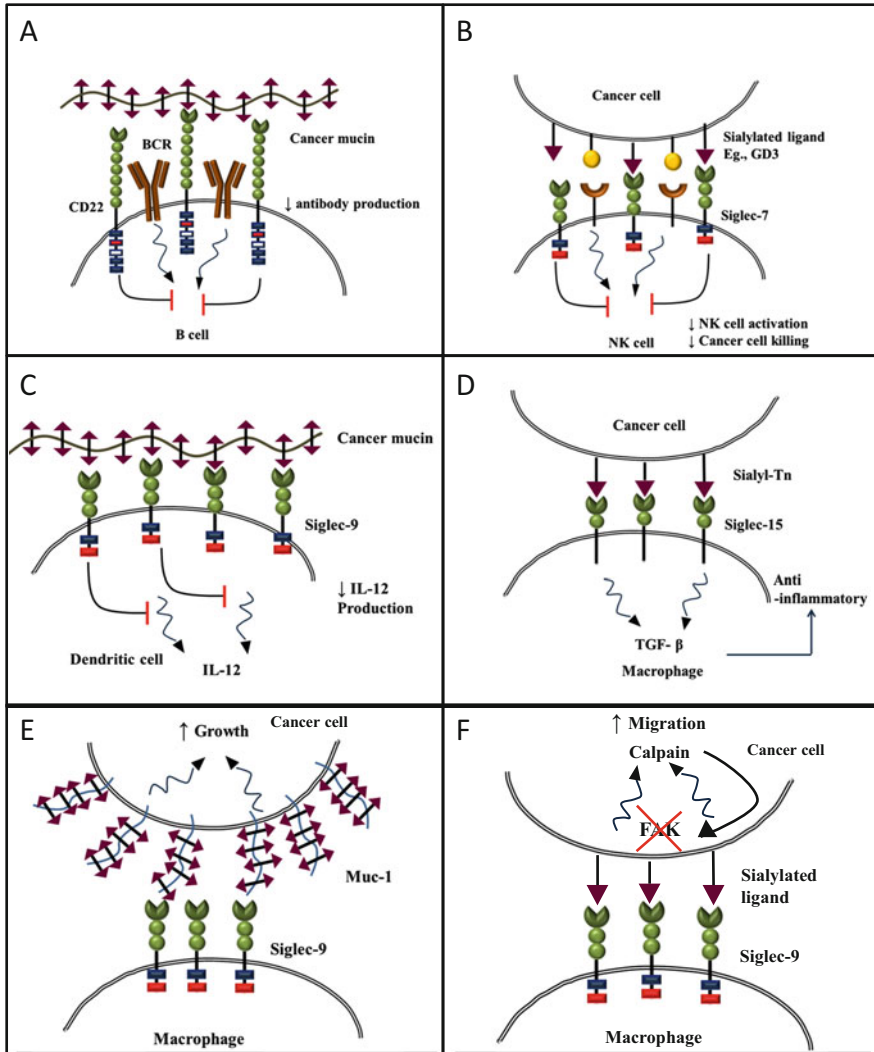 A
Cancer mucin
BCR
CD22
↓ antibody production
B cell
B
Cancer cell
Sialylated ligand
Eg., GD3
Siglec-7
↓ NK cell activation
↓ Cancer cell killing
NK cell
C
Cancer mucin
Siglec-9
↓ IL-12
Production
Dendritic cell
IL-12
D
Cancer cell
Sialyl-Tn
Siglec-15
Anti
-inflammatory
TGF- β
Macrophage
E
Cancer cell
↑ Growth
Muc-1
Siglec-9
Macrophage
F
↑ Migration
Calpain
Cancer cell
FAK
Sialylated
ligand
Siglec-9
Macrophage